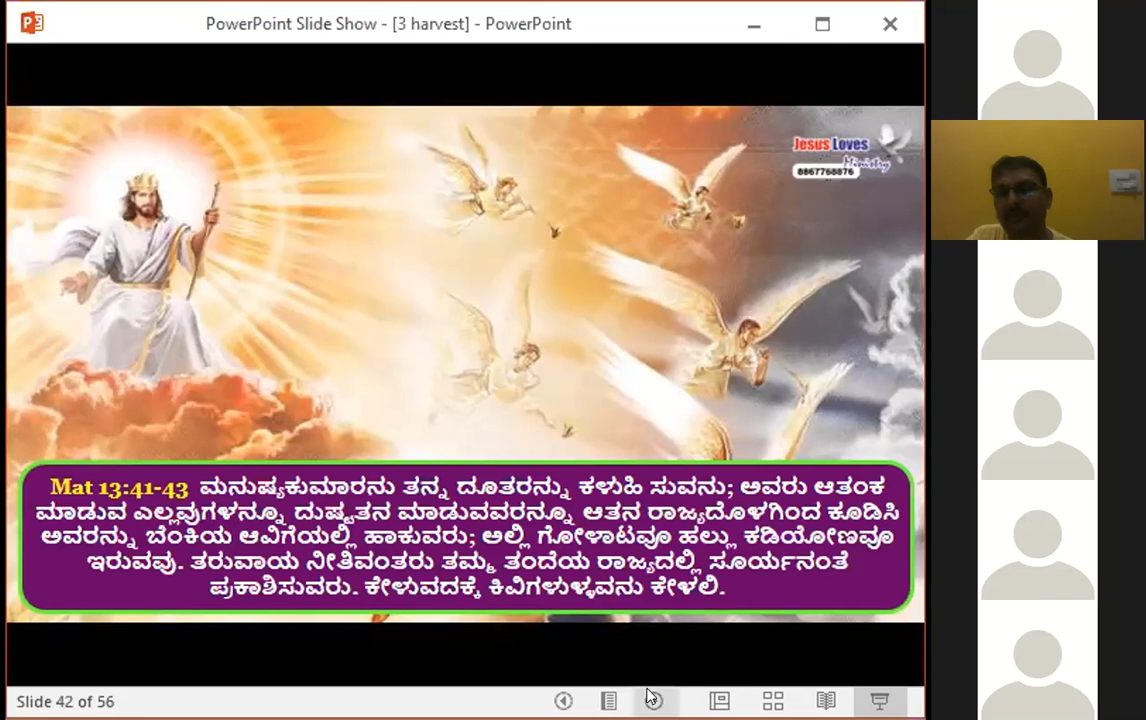 PowerPoint Slide Show - [3 harvest] - PowerPoint
Jesus Loves
Ministry
8867768876
Mat 13:41-43 ಮನುಷ್ಯಕುಮಾರನು ತನ್ನ ದೂತರನ್ನು ಕಳುಹಿ ಸುವನು; ಅವರು ಆತಂಕ
ಮಾಡುವ ಎಲ್ಲವುಗಳನ್ನೂ ದುಷ್ಟತನ ಮಾಡುವವರನ್ನೂ ಆತನ ರಾಜ್ಯದೊಳಗಿಂದ ಕೂಡಿಸಿ
ಅವರನ್ನು ಬೆಂಕಿಯ ಆವಿಗೆಯಲ್ಲಿ ಹಾಕುವರು; ಅಲ್ಲಿ ಗೋಳಾಟವೂ ಹಲ್ಲು ಕಡಿಯೋಣವೂ
ಇರುವವು. ತರುವಾಯ ನೀತಿವಂತರು ತಮ್ಮ ತಂದೆಯ ರಾಜ್ಯದಲ್ಲಿ ಸೂರ್ಯನಂತೆ
ಪ್ರಕಾಶಿಸುವರು. ಕೇಳುವದಕ್ಕೆ ಕಿವಿಗಳುಳ್ಳವನು ಕೇಳಲಿ.
Slide 42 of 56